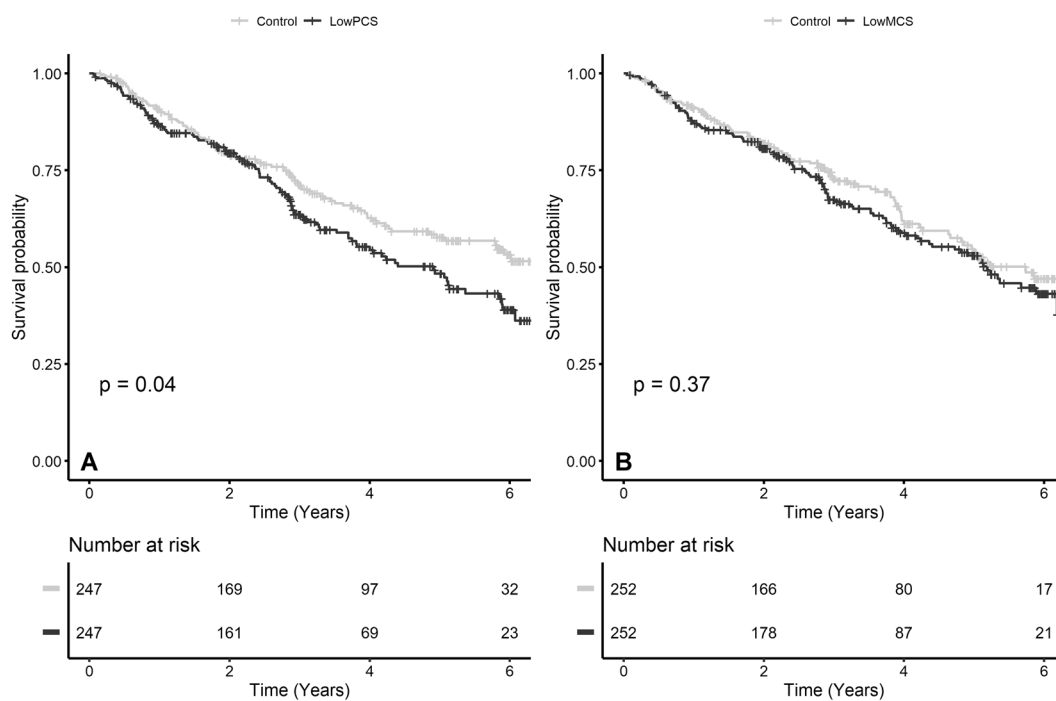 Control LowPCS
Survival probability
1.00
0.75
0.50
0.25
0.00
p = 0.04
A
0 2 4 6
Time (Years)
Number at risk
247 169 97 32
247 161 69 23
0 2 4 6
Time (Years)
Control LowMCS
Survival probability
1.00
0.75
0.50
0.25
0.00
p = 0.37
B
0 2 4 6
Time (Years)
Number at risk
252 166 80 17
252 178 87 21
0 2 4 6
Time (Years)